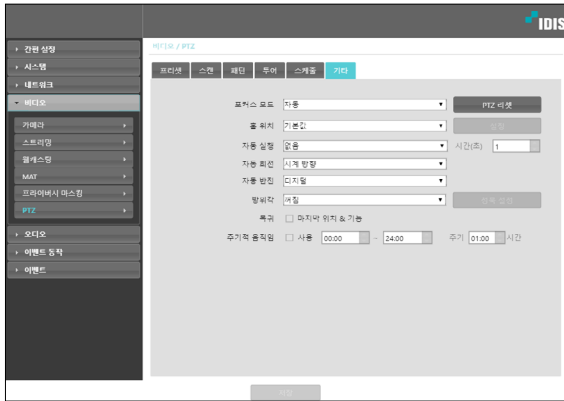 IDIS
비디오 / PTZ
간편 설정
시스템
네트워크
비디오
카메라
스트리밍
웹캐스팅
MAT
프라이버시 마스킹
PTZ
오디오
이벤트 동작
이벤트
프리셋 스캔 패턴 투어 스케줄 기타
포커스 모드 자동 PTZ 리셋
홈 위치 기본값 설정
자동 실행 없음 시간(초) 1
자동 회선 시계 방향
자동 반전 디지털
방위각 꺼짐
복귀 마지막 위치 & 기능
주기적 움직임 사용 00:00 ~ 24:00 주기 01:00 시간
저장